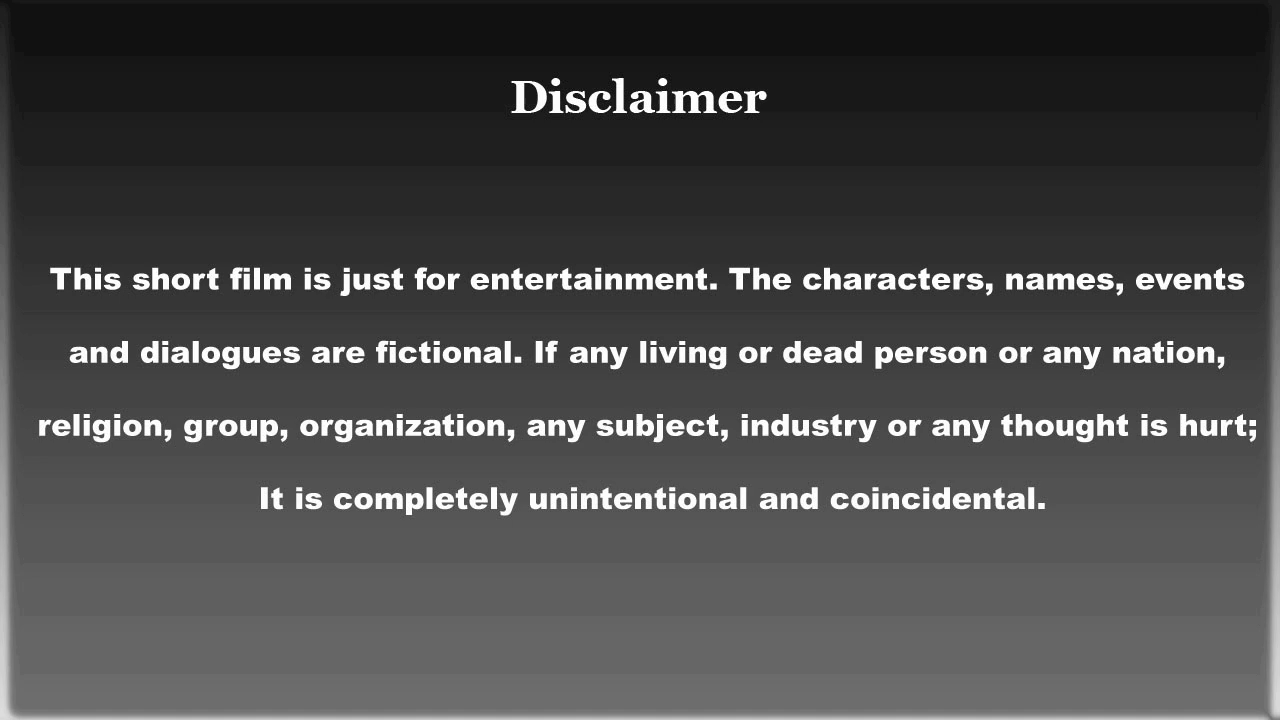 Disclaimer
This short film is just for entertainment. The characters, names, events
and dialogues are fictional. If any living or dead person or any nation,
religion, group, organization, any subject, industry or any thought is hurt;
It is completely unintentional and coincidental.